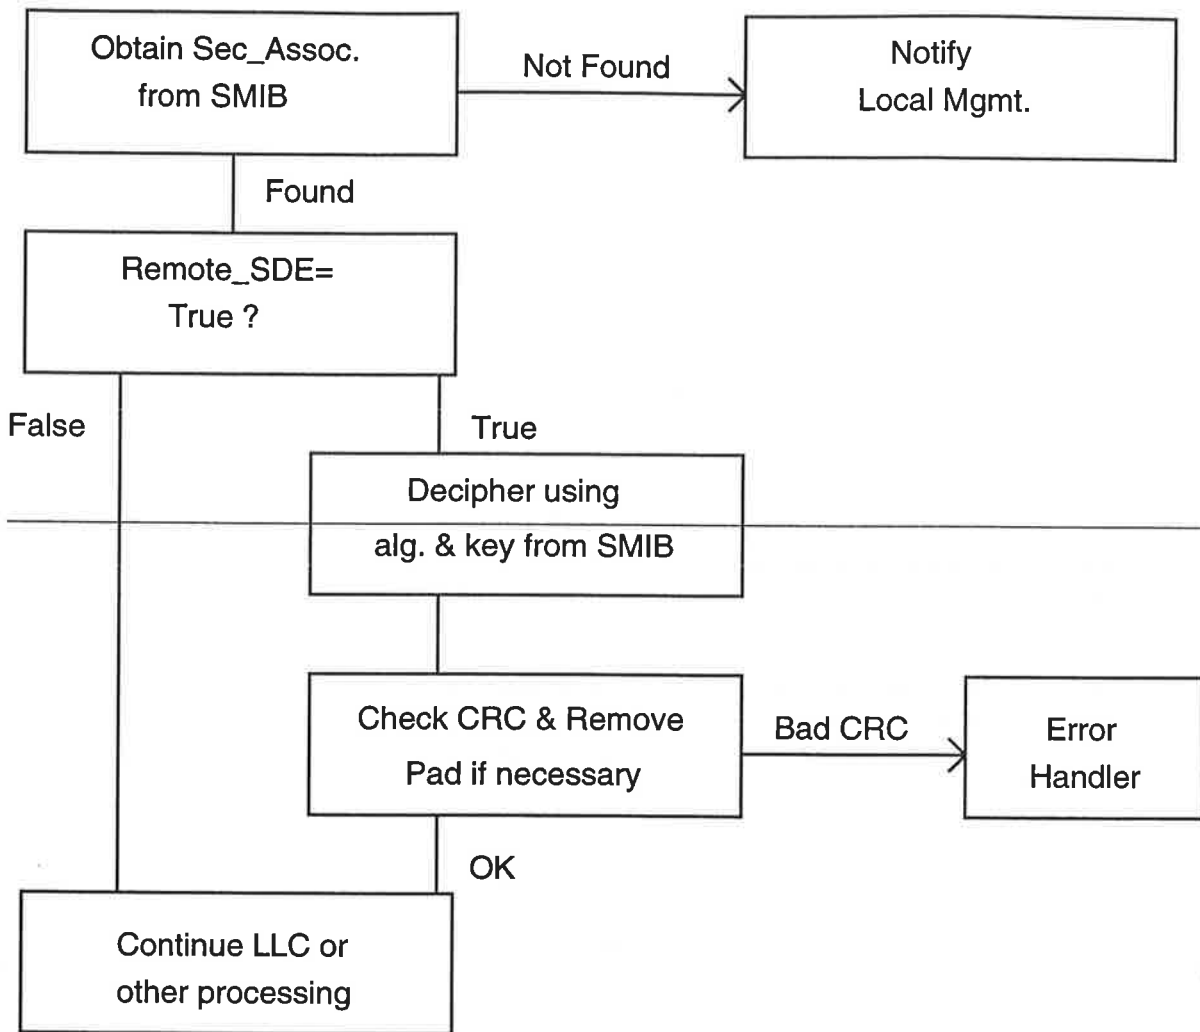 Obtain Sec_Assoc.
from SMIB
Not Found
Notify
Local Mgmt.
Found
Remote_SDE=
True ?
False
True
Decipher using
alg. & key from SMIB
Check CRC & Remove
Pad if necessary
Bad CRC
Error
Handler
OK
Continue LLC or
other processing